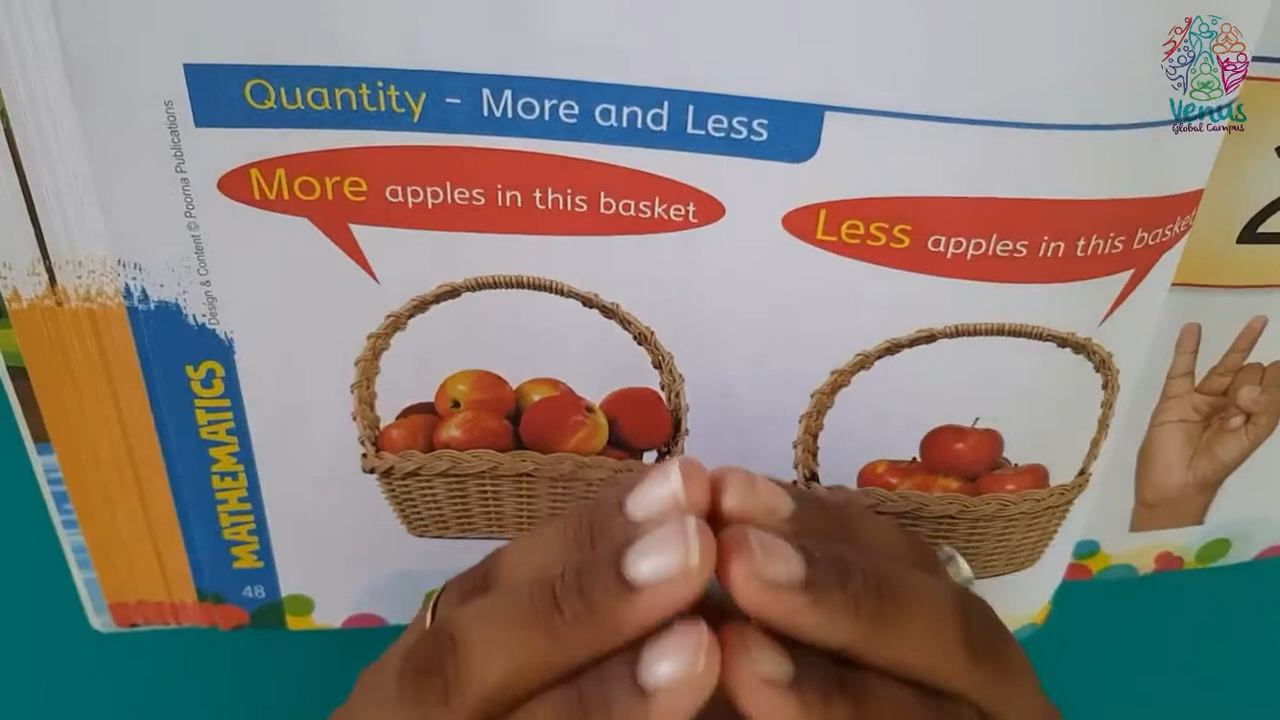 Venus
Global Campus
Quantity - More and Less
More apples in this basket
Less apples in this basket
Design & Content © Poorna Publications
MATHEMATICS
48